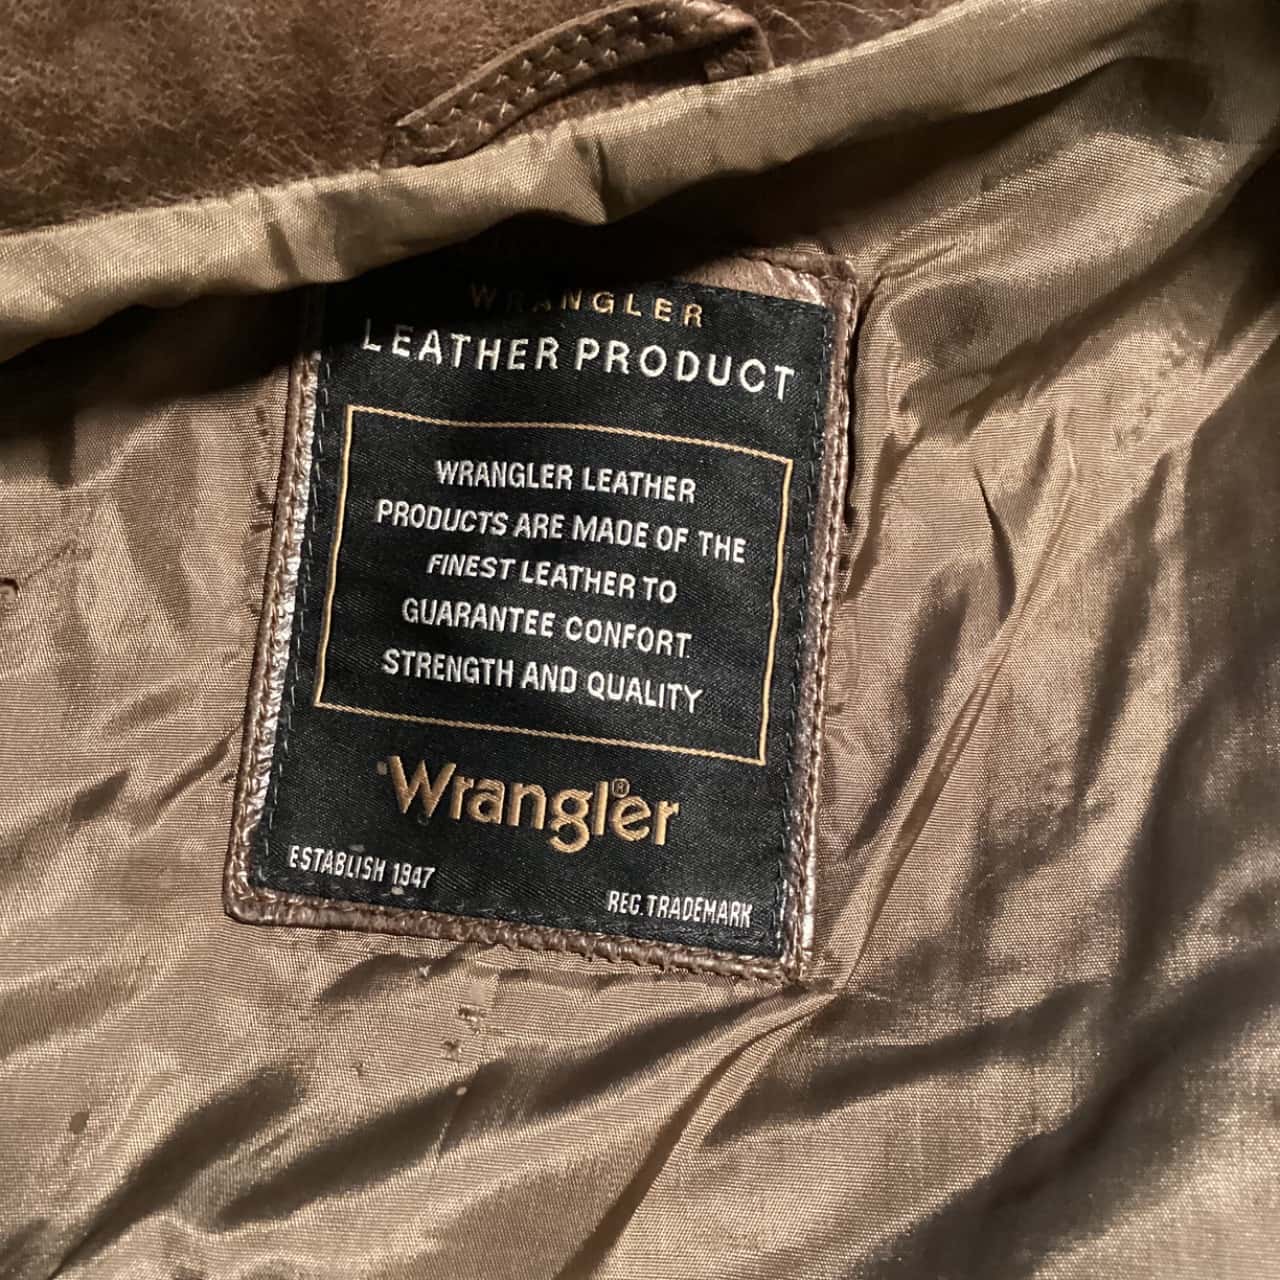 WRANGLER
LEATHER PRODUCT
WRANGLER LEATHER
PRODUCTS ARE MADE OF THE
FINEST LEATHER TO
GUARANTEE CONFORT.
STRENGTH AND QUALITY
Wrangler®
ESTABLISH 1947
REG. TRADEMARK